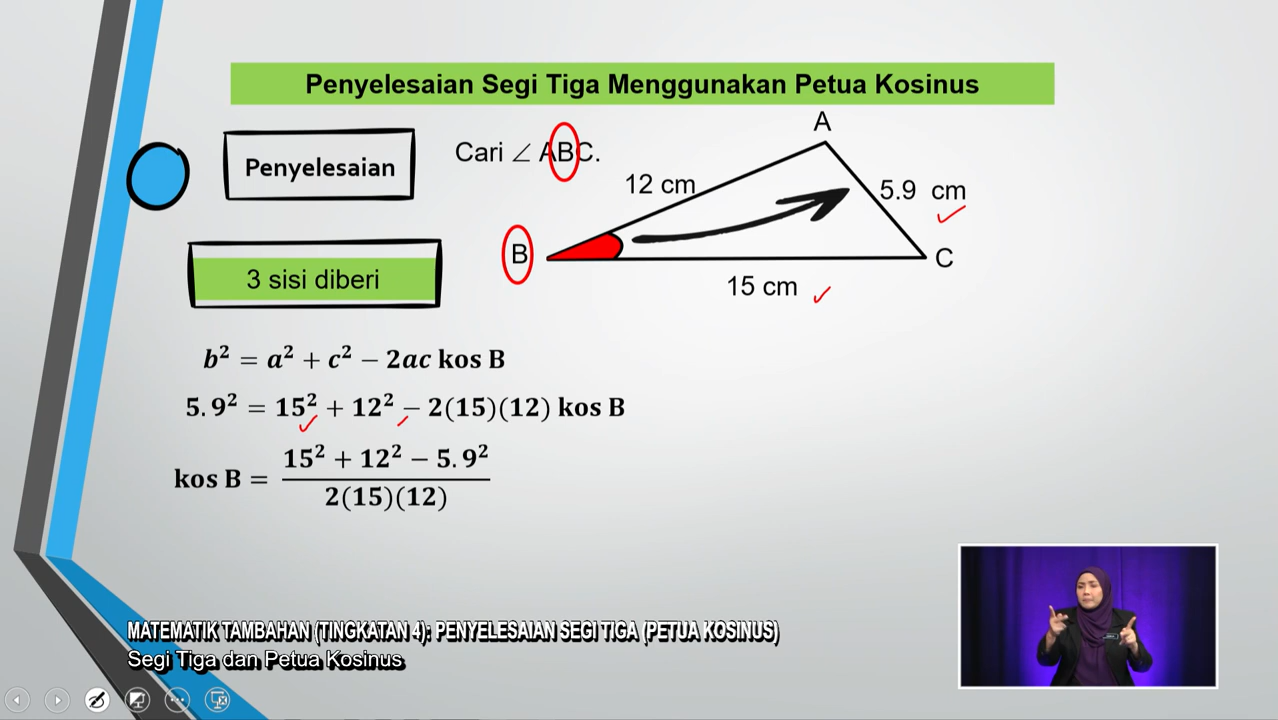 Penyelesaian Segi Tiga Menggunakan Petua Kosinus
Penyelesaian
Cari ∠ ABC.
A
12 cm
5.9 cm
B
C
15 cm
3 sisi diberi
b² = a² + c² − 2ac kos B
5.9² = 15² + 12² − 2(15)(12) kos B
kos B = (15² + 12² − 5.9²) / 2(15)(12)
MATEMATIK TAMBAHAN (TINGKATAN 4): PENYELESAIAN SEGI TIGA (PETUA KOSINUS)
Segi Tiga dan Petua Kosinus